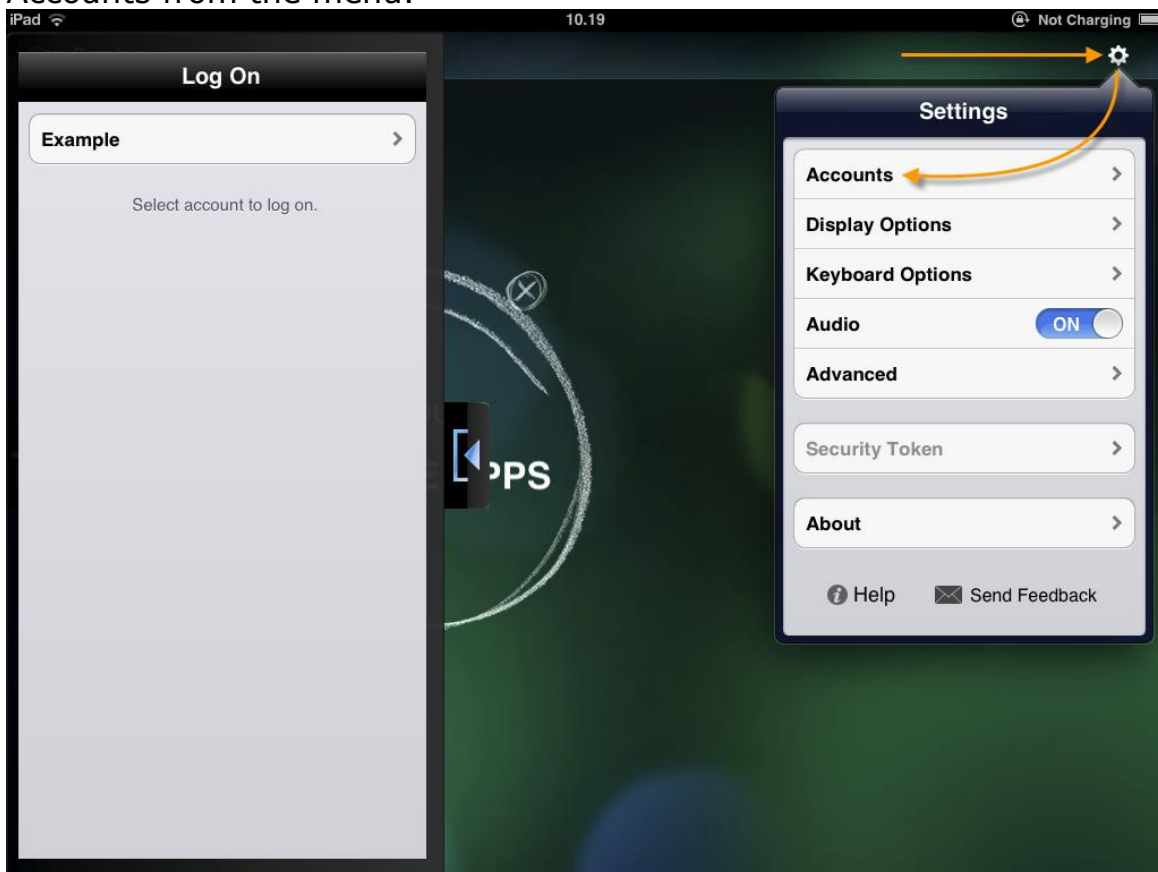 Accounts from the menu.
iPad 10.19 Not Charging
Log On
Example
Select account to log on.
PPS
Settings
Accounts
Display Options
Keyboard Options
Audio ON
Advanced
Security Token
About
Help Send Feedback